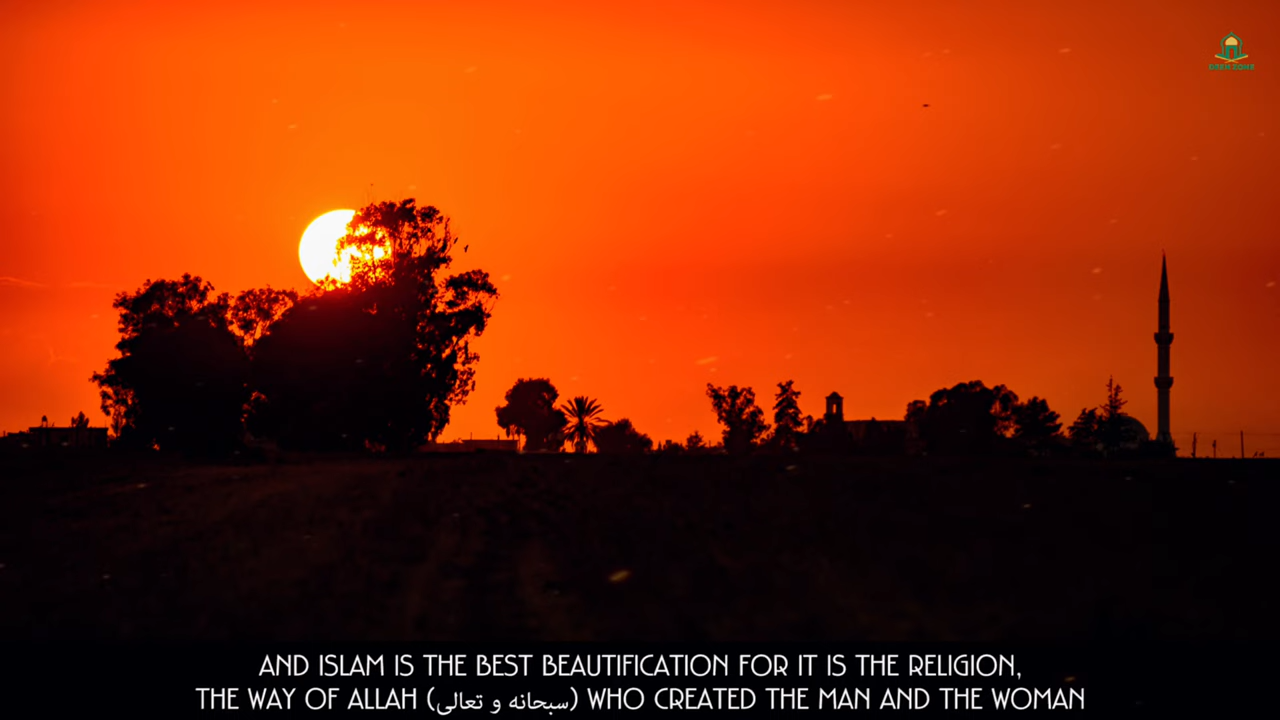 AND ISLAM IS THE BEST BEAUTIFICATION FOR IT IS THE RELIGION,
THE WAY OF ALLAH (سبحانه و تعالى) WHO CREATED THE MAN AND THE WOMAN